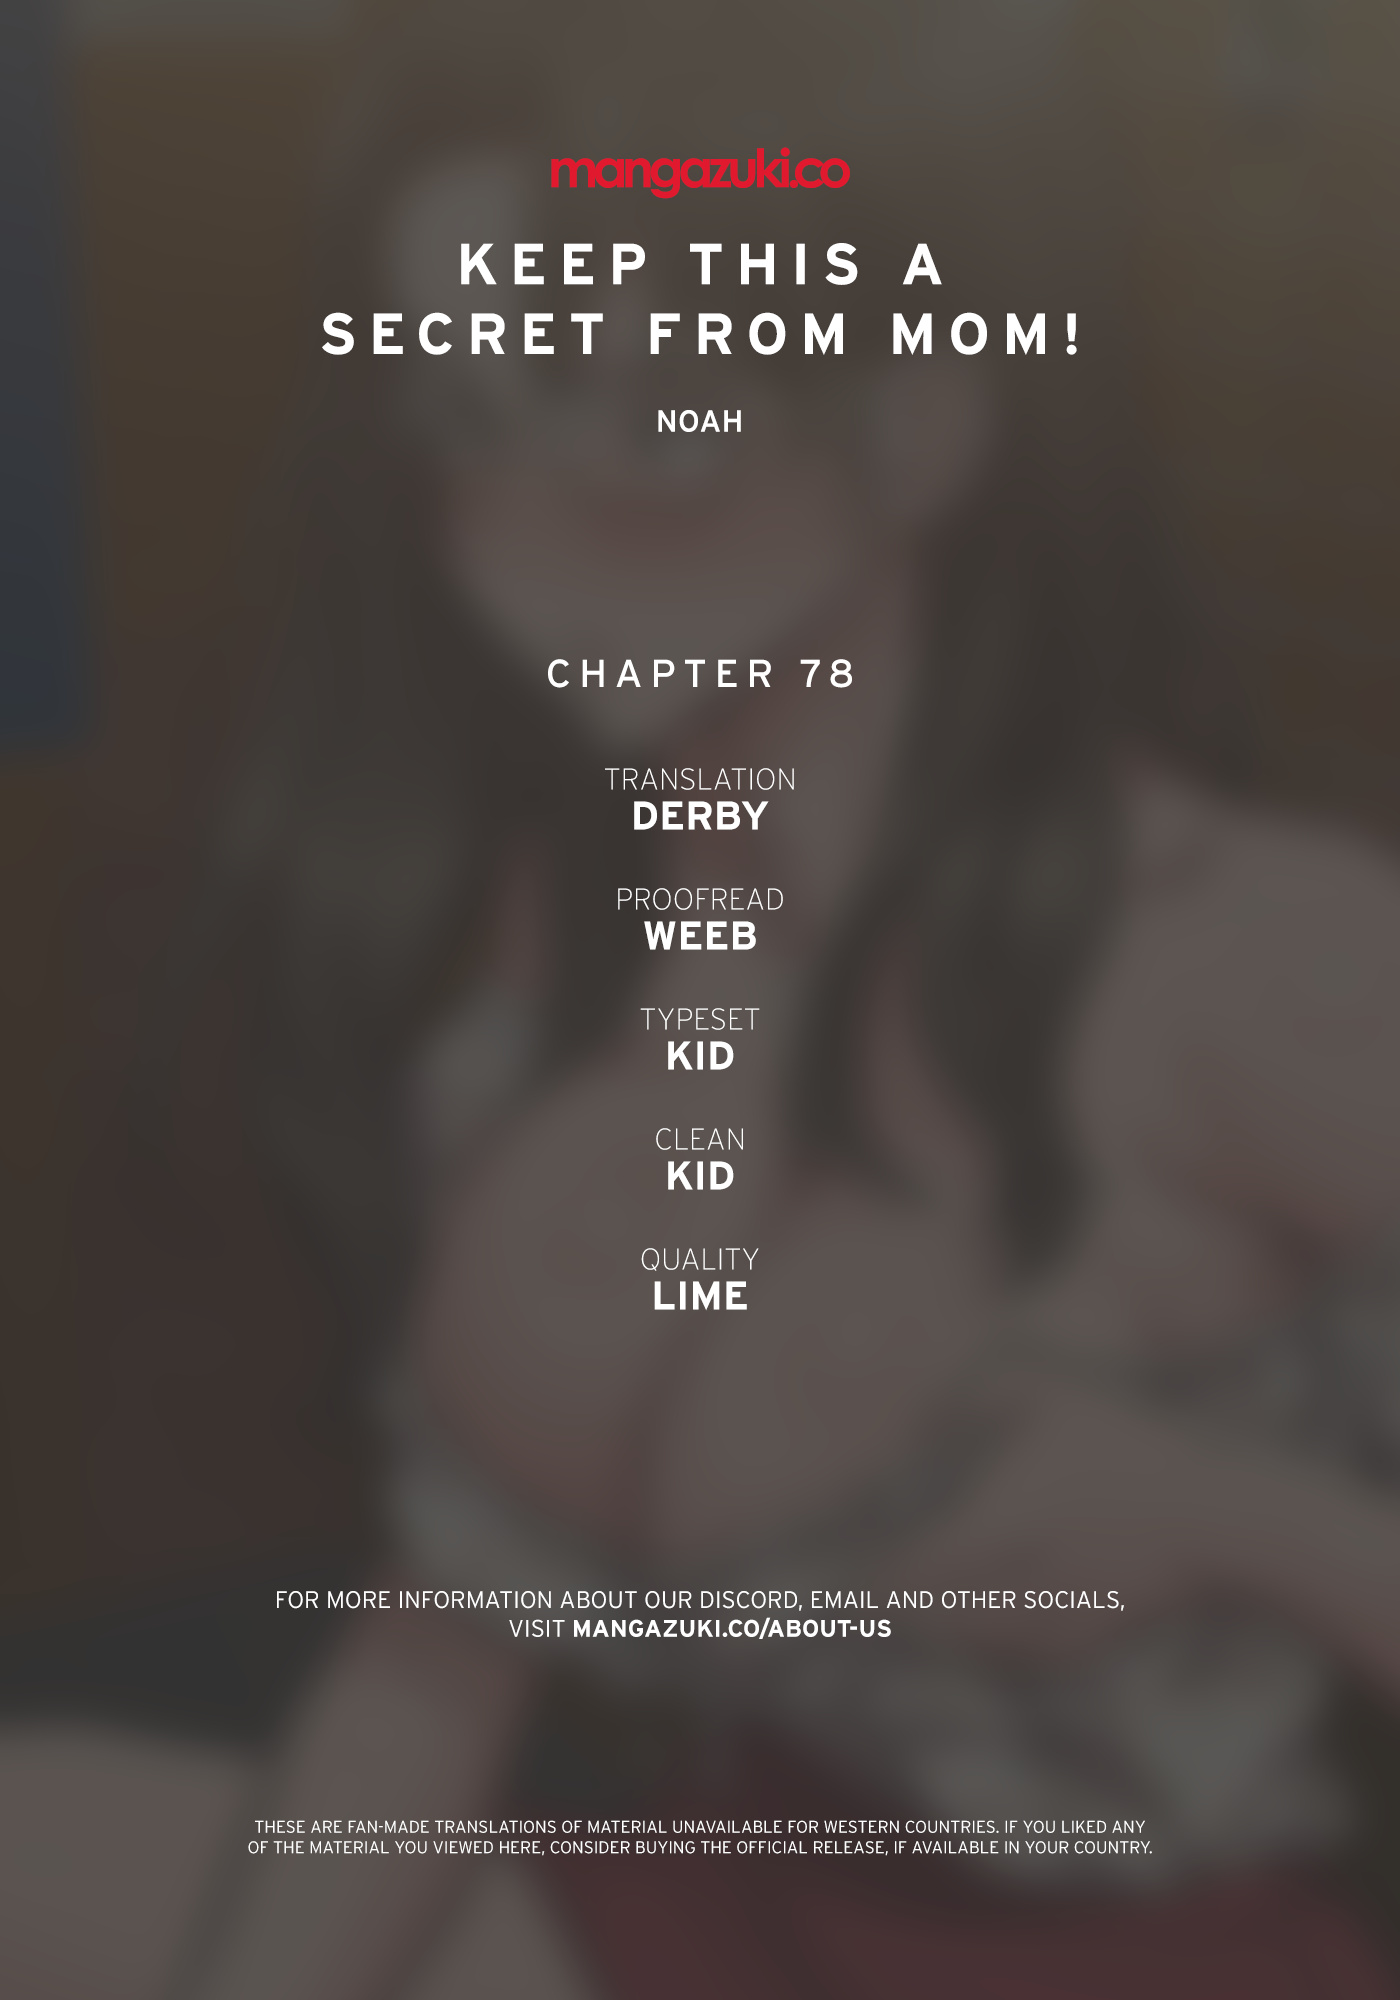 mangazuki.co
KEEP THIS A
SECRET FROM MOM!
NOAH
CHAPTER 78
TRANSLATION
DERBY
PROOFREAD
WEEB
TYPESET
KID
CLEAN
KID
QUALITY
LIME
FOR MORE INFORMATION ABOUT OUR DISCORD, EMAIL AND OTHER SOCIALS,
VISIT MANGAZUKI.CO/ABOUT-US
THESE ARE FAN-MADE TRANSLATIONS OF MATERIAL UNAVAILABLE FOR WESTERN COUNTRIES. IF YOU LIKED ANY
OF THE MATERIAL YOU VIEWED HERE, CONSIDER BUYING THE OFFICIAL RELEASE, IF AVAILABLE IN YOUR COUNTRY.